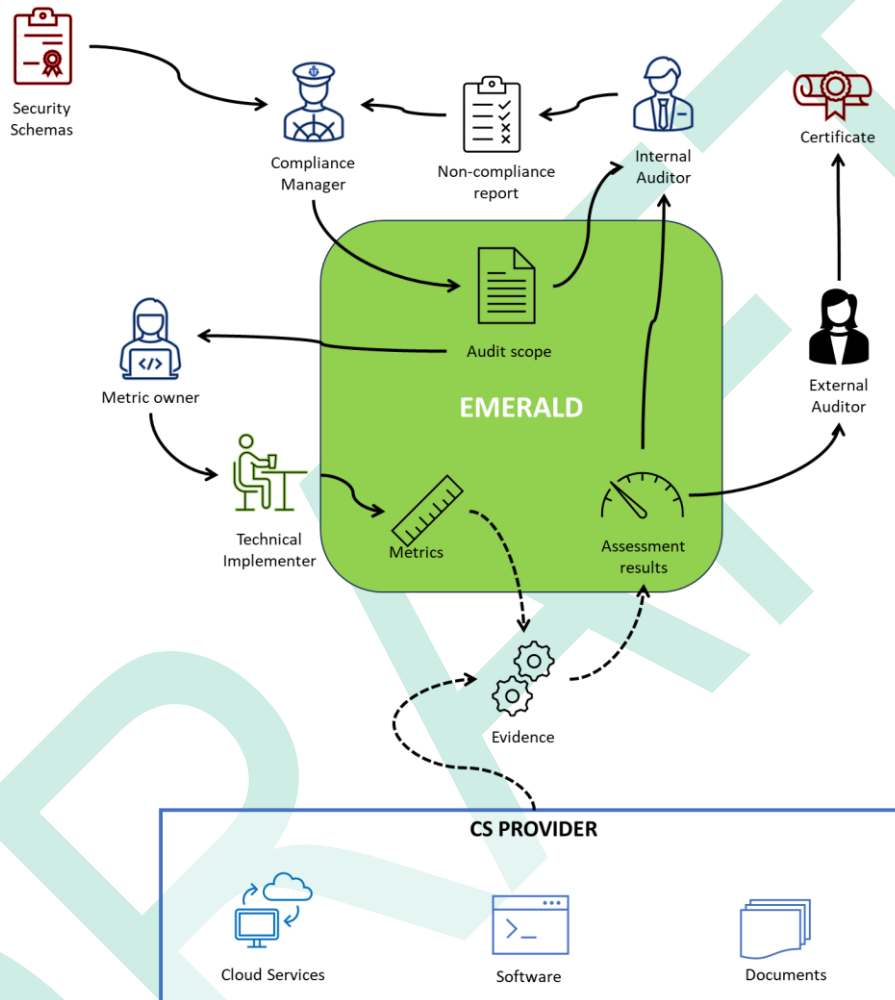 Security
Schemas
Compliance
Manager
Non-compliance
report
Internal
Auditor
Certificate
Audit scope
Metric owner
EMERALD
External
Auditor
Technical
Implementer
Metrics
Assessment
results
Evidence
CS PROVIDER
Cloud Services
Software
Documents